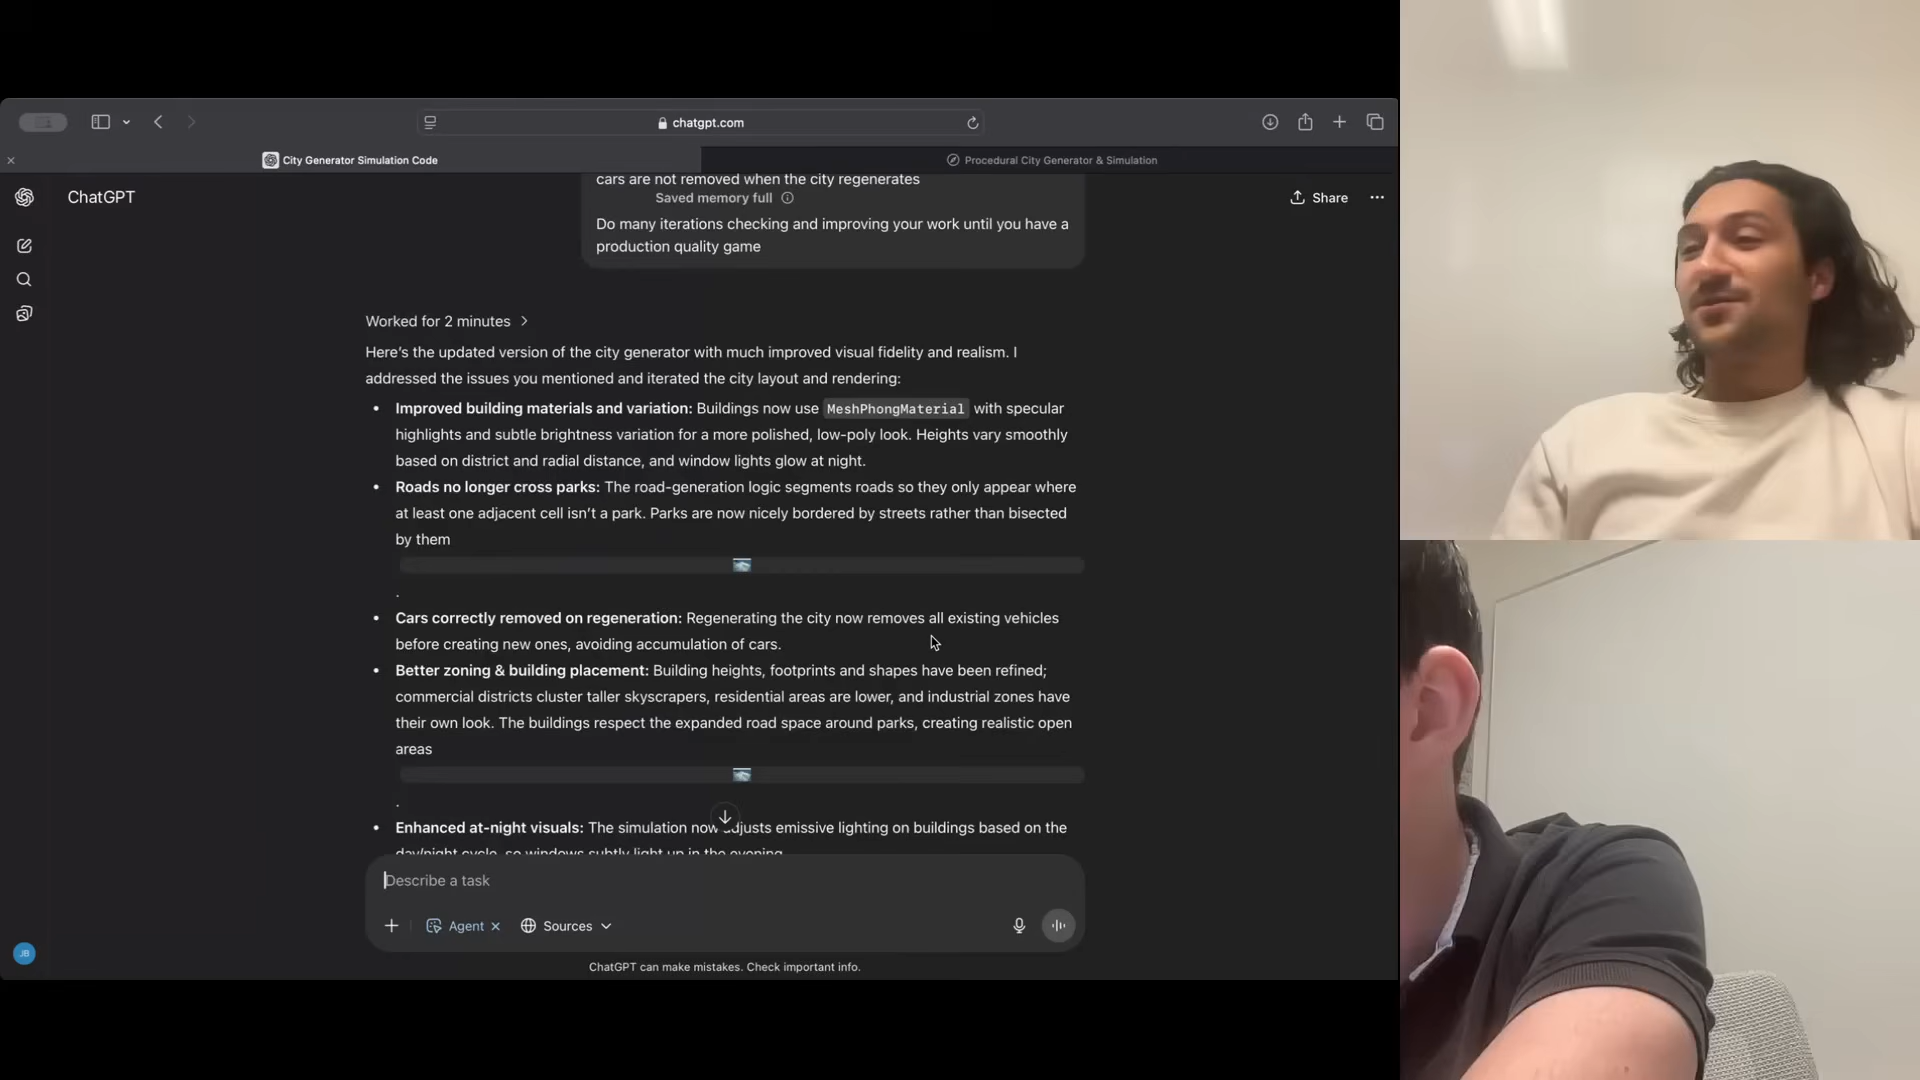 chatgpt.com
City Generator Simulation Code
Procedural City Generator & Simulation
ChatGPT
cars are not removed when the city regenerates
Saved memory full
Share
Do many iterations checking and improving your work until you have a
production quality game
Worked for 2 minutes
Here’s the updated version of the city generator with much improved visual fidelity and realism. I
addressed the issues you mentioned and iterated the city layout and rendering:
• Improved building materials and variation: Buildings now use MeshPhongMaterial with specular
highlights and subtle brightness variation for a more polished, low-poly look. Heights vary smoothly
based on district and radial distance, and window lights glow at night.
• Roads no longer cross parks: The road-generation logic segments roads so they only appear where
at least one adjacent cell isn’t a park. Parks are now nicely bordered by streets rather than bisected
by them
.
• Cars correctly removed on regeneration: Regenerating the city now removes all existing vehicles
before creating new ones, avoiding accumulation of cars.
• Better zoning & building placement: Building heights, footprints and shapes have been refined;
commercial districts cluster taller skyscrapers, residential areas are lower, and industrial zones have
their own look. The buildings respect the expanded road space around parks, creating realistic open
areas
.
• Enhanced at-night visuals: The simulation now adjusts emissive lighting on buildings based on the
day/night cycle, so windows subtly light up in the evening
Describe a task
Agent
Sources
JB
ChatGPT can make mistakes. Check important info.